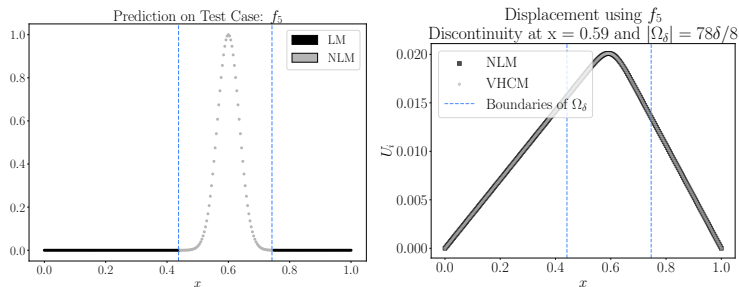 Prediction on Test Case: f₅
1.0
0.8
0.6
0.4
0.2
0.0
LM
NLM
0.0 0.2 0.4 0.6 0.8 1.0
x
Displacement using f₅
Discontinuity at x = 0.59 and |Ω_δ| = 78δ/8
0.020
0.015
0.010
0.005
0.000
U_i
NLM
VHCM
Boundaries of Ω_δ
0.0 0.2 0.4 0.6 0.8 1.0
x